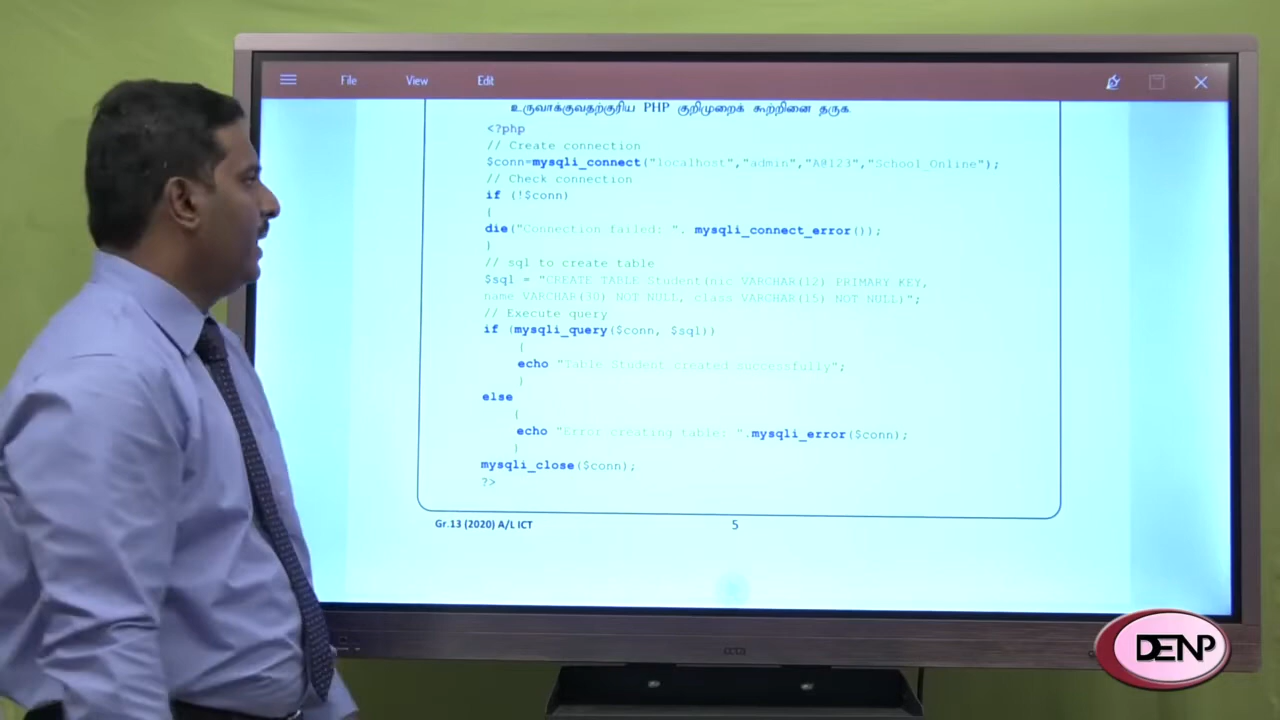 File View Edit
உருவாக்குவதற்குரிய PHP குறிமுறைக் கூற்றினை தருக.
<?php
// Create connection
$conn=mysqli_connect("localhost","admin","A@123","School_Online");
// Check connection
if (!$conn)
{
die("Connection failed: ". mysqli_connect_error());
}
// sql to create table
$sql = "CREATE TABLE Student(nic VARCHAR(12) PRIMARY KEY,
name VARCHAR(30) NOT NULL, class VARCHAR(15) NOT NULL)";
// Execute query
if (mysqli_query($conn, $sql))
{
echo "Table Student created successfully";
}
else
{
echo "Error creating table: ".mysqli_error($conn);
}
mysqli_close($conn);
?>
Gr.13 (2020) A/L ICT 5
DENP